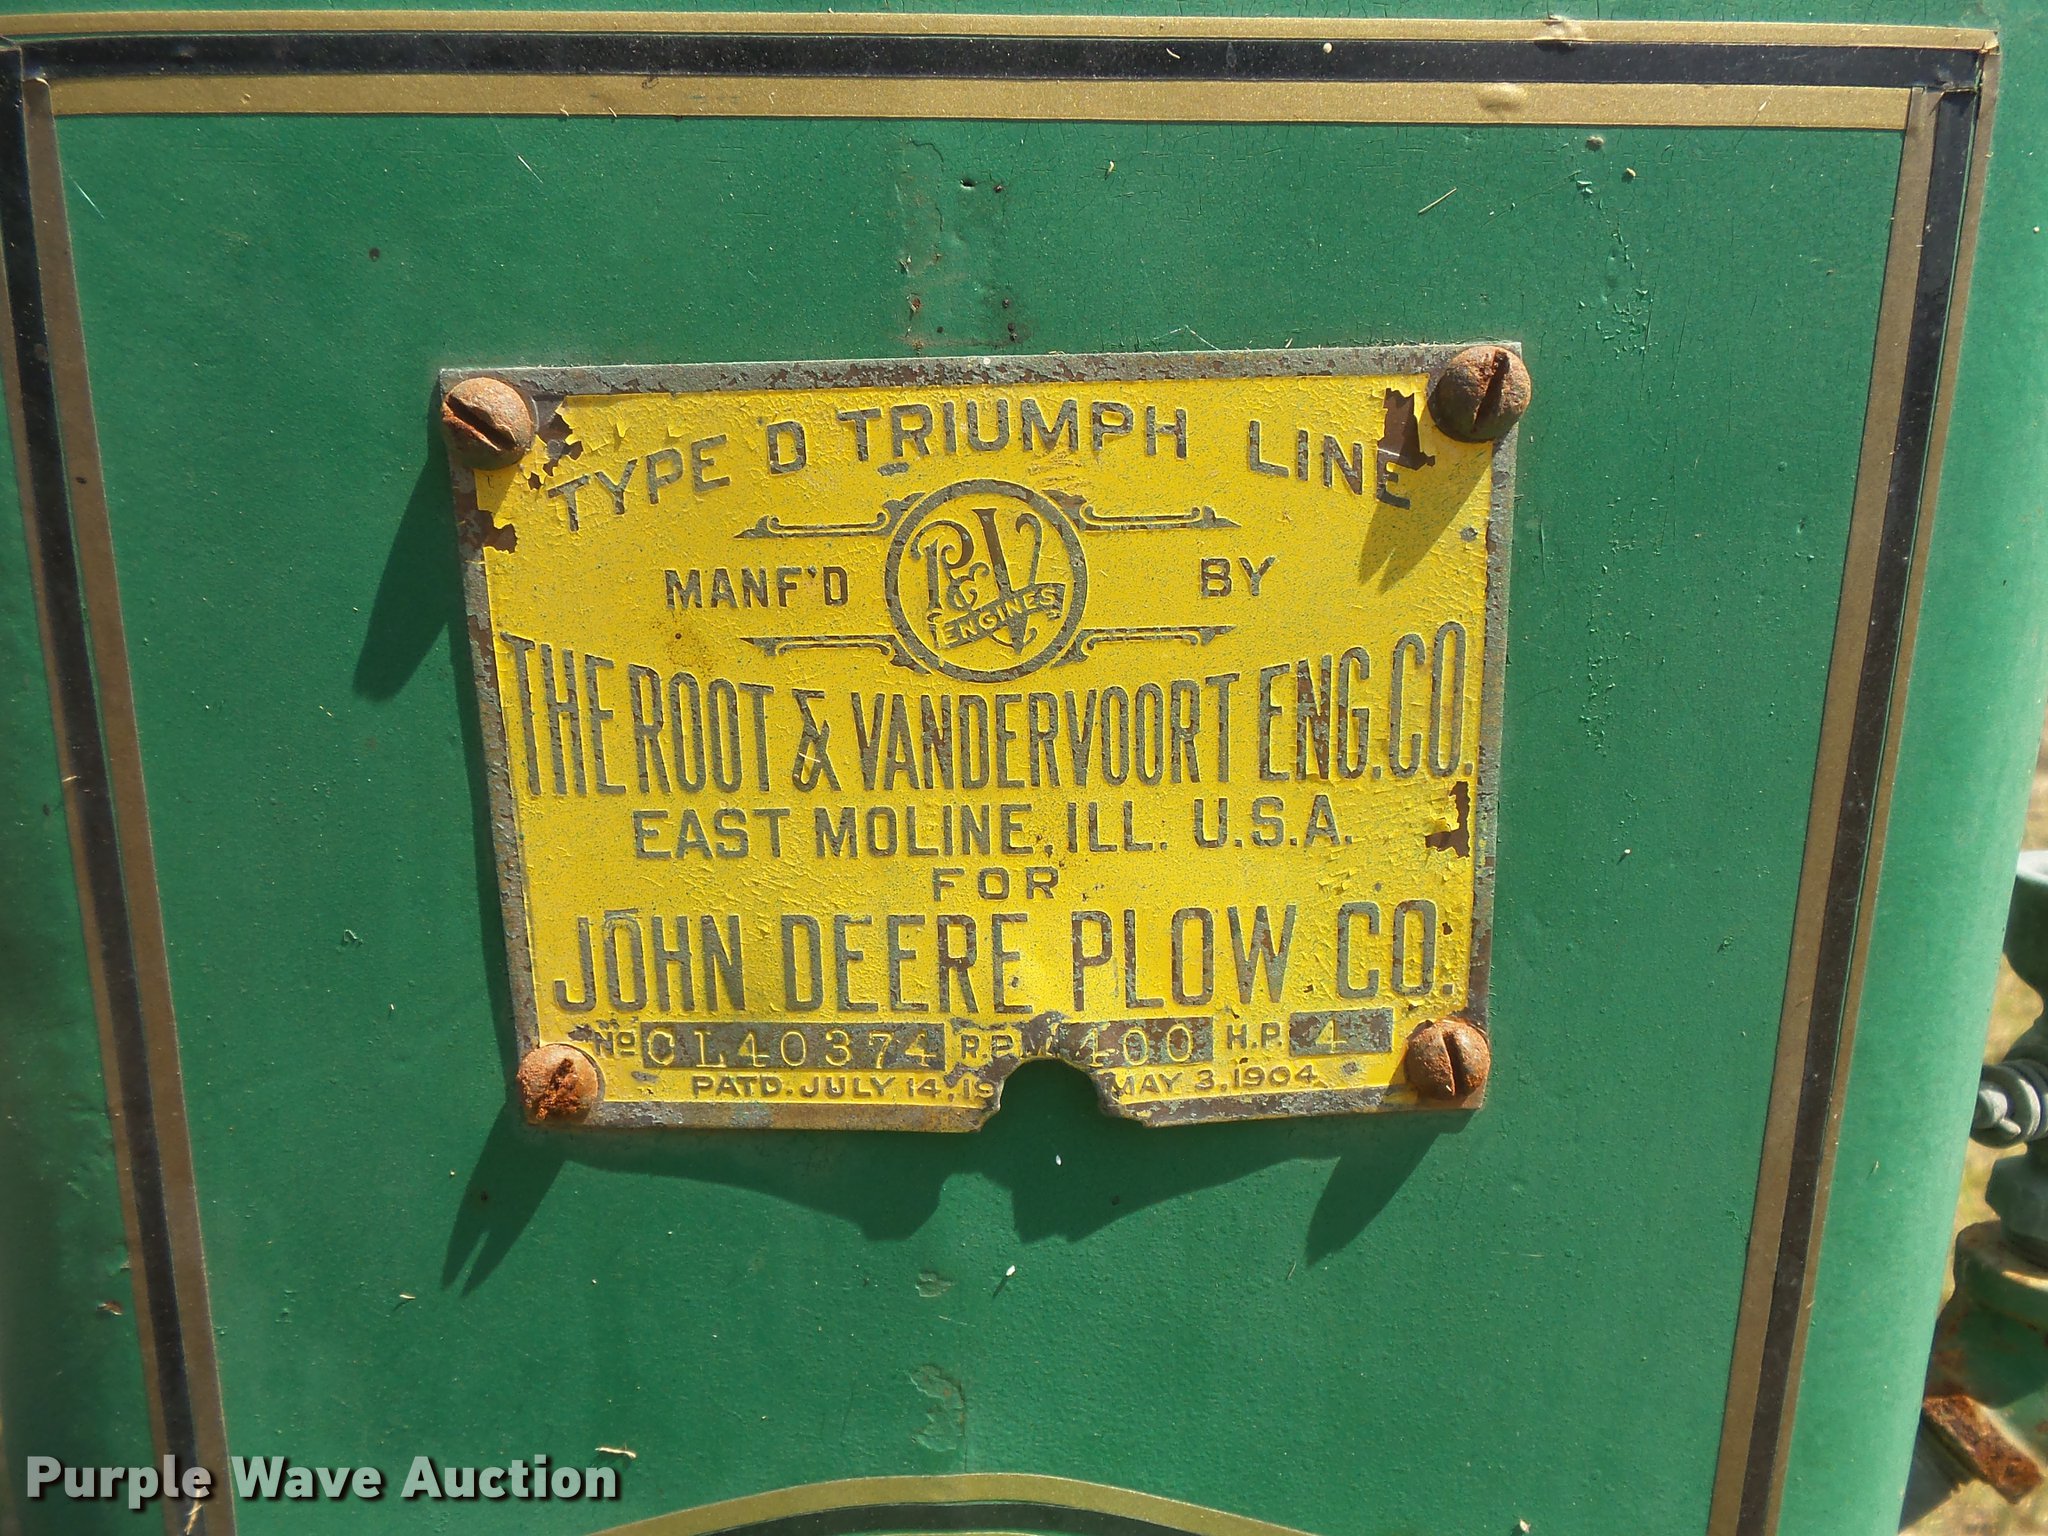 TYPE D TRIUMPH LINE
R&V
ENGINES
MANF'D BY
THE ROOT & VANDERVOORT ENG. CO.
EAST MOLINE, ILL. U.S.A.
FOR
JOHN DEERE PLOW CO.
No CL40374 R.P.M. 400 H.P. 4
PATD. JULY 14, MAY 3, 1904
Purple Wave Auction